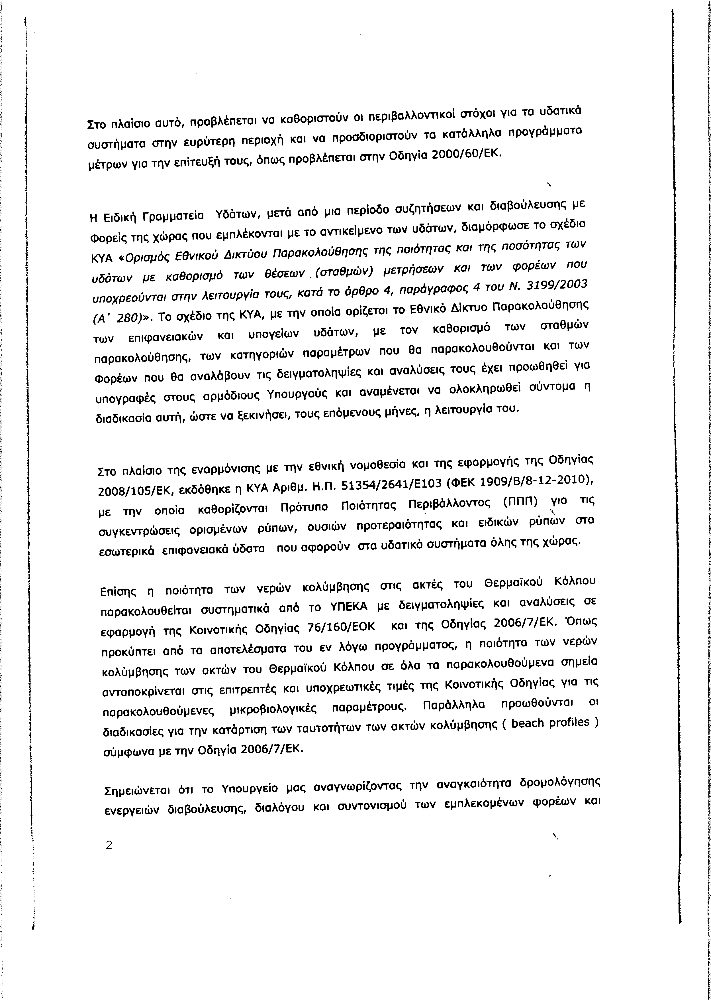 Στο πλαίσιο αυτό, προβλέπεται να καθοριστούν οι περιβαλλοντικοί στόχοι για τα υδατικά
συστήματα στην ευρύτερη περιοχή και να προσδιοριστούν τα κατάλληλα προγράμματα
μέτρων για την επίτευξή τους, όπως προβλέπεται στην Οδηγία 2000/60/ΕΚ.
Η Ειδική Γραμματεία Υδάτων, μετά από μια περίοδο συζητήσεων και διαβούλευσης με
Φορείς της χώρας που εμπλέκονται με το αντικείμενο των υδάτων, διαμόρφωσε το σχέδιο
ΚΥΑ «Ορισμός Εθνικού Δικτύου Παρακολούθησης της ποιότητας και της ποσότητας των
υδάτων με καθορισμό των θέσεων (σταθμών) μετρήσεων και των φορέων που
υποχρεούνται στην λειτουργία τους, κατά το άρθρο 4, παράγραφος 4 του Ν. 3199/2003
(Α' 280)». Το σχέδιο της ΚΥΑ, με την οποία ορίζεται το Εθνικό Δίκτυο Παρακολούθησης
των επιφανειακών και υπογείων υδάτων, με τον καθορισμό των σταθμών
παρακολούθησης, των κατηγοριών παραμέτρων που θα παρακολουθούνται και των
Φορέων που θα αναλάβουν τις δειγματοληψίες και αναλύσεις τους έχει προωθηθεί για
υπογραφές στους αρμόδιους Υπουργούς και αναμένεται να ολοκληρωθεί σύντομα η
διαδικασία αυτή, ώστε να ξεκινήσει, τους επόμενους μήνες, η λειτουργία του.
Στο πλαίσιο της εναρμόνισης με την εθνική νομοθεσία και της εφαρμογής της Οδηγίας
2008/105/ΕΚ, εκδόθηκε η ΚΥΑ Αριθμ. Η.Π. 51354/2641/Ε103 (ΦΕΚ 1909/Β/8-12-2010),
με την οποία καθορίζονται Πρότυπα Ποιότητας Περιβάλλοντος (ΠΠΠ) για τις
συγκεντρώσεις ορισμένων ρύπων, ουσιών προτεραιότητας και ειδικών ρύπων στα
εσωτερικά επιφανειακά ύδατα που αφορούν στα υδατικά συστήματα όλης της χώρας.
Επίσης η ποιότητα των νερών κολύμβησης στις ακτές του Θερμαϊκού Κόλπου
παρακολουθείται συστηματικά από το ΥΠΕΚΑ με δειγματοληψίες και αναλύσεις σε
εφαρμογή της Κοινοτικής Οδηγίας 76/160/ΕΟΚ και της Οδηγίας 2006/7/ΕΚ. Όπως
προκύπτει από τα αποτελέσματα του εν λόγω προγράμματος, η ποιότητα των νερών
κολύμβησης των ακτών του Θερμαϊκού Κόλπου σε όλα τα παρακολουθούμενα σημεία
ανταποκρίνεται στις επιτρεπτές και υποχρεωτικές τιμές της Κοινοτικής Οδηγίας για τις
παρακολουθούμενες μικροβιολογικές παραμέτρους. Παράλληλα προωθούνται οι
διαδικασίες για την κατάρτιση των ταυτοτήτων των ακτών κολύμβησης ( beach profiles )
σύμφωνα με την Οδηγία 2006/7/ΕΚ.
Σημειώνεται ότι το Υπουργείο μας αναγνωρίζοντας την αναγκαιότητα δρομολόγησης
ενεργειών διαβούλευσης, διαλόγου και συντονισμού των εμπλεκομένων φορέων και
2